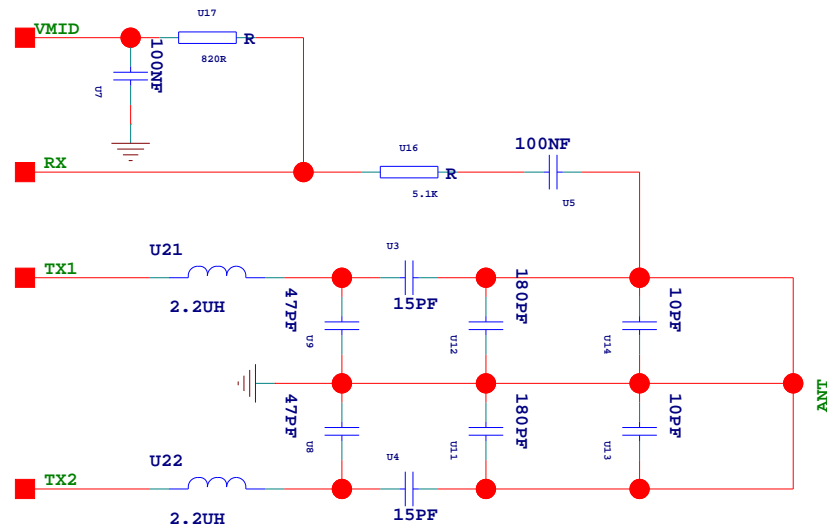 U17
VMID
R
820R
100NF
U7
U16
100NF
RX
R
5.1K
U5
U21
U3
TX1
2.2UH
15PF
47PF
U9
180PF
U12
10PF
U14
ANT
47PF
U8
180PF
U11
10PF
U13
U22
U4
TX2
2.2UH
15PF